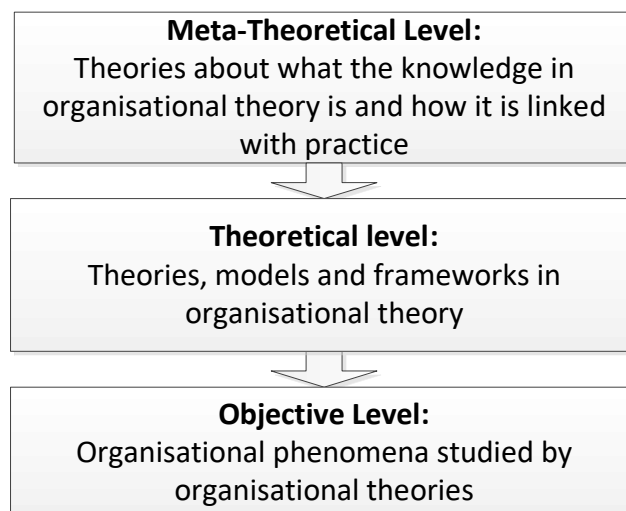 Meta-Theoretical Level:
Theories about what the knowledge in
organisational theory is and how it is linked
with practice
Theoretical level:
Theories, models and frameworks in
organisational theory
Objective Level:
Organisational phenomena studied by
organisational theories